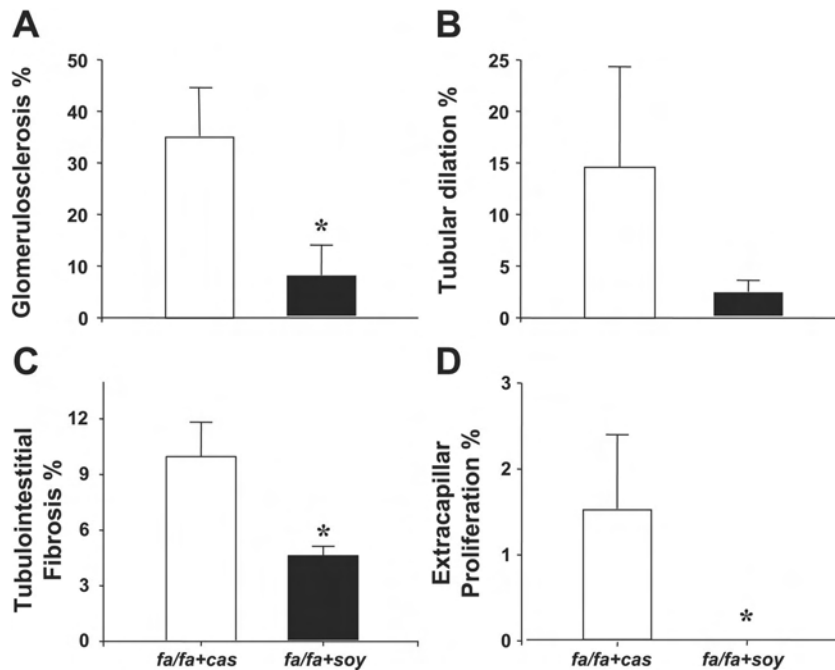 A
Glomerulosclerosis %
50
40
30
20
10
0
*
B
Tubular dilation %
25
20
15
10
5
0
C
Tubulointestitial
Fibrosis %
12
9
6
3
0
*
fa/fa+cas
fa/fa+soy
D
Extracapillar
Proliferation %
3
2
1
0
*
fa/fa+cas
fa/fa+soy